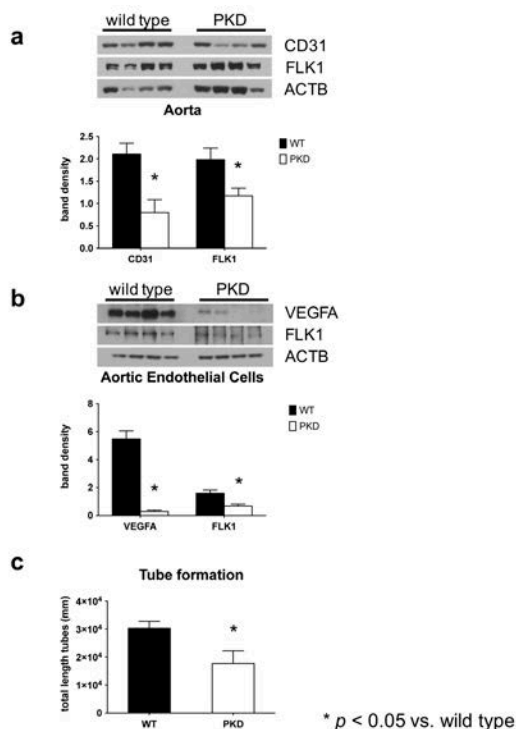 a
wild type PKD
CD31
FLK1
ACTB
Aorta
band density
2.5
2.0
1.5
1.0
0.5
0.0
* *
CD31 FLK1
WT
PKD
b
wild type PKD
VEGFA
FLK1
ACTB
Aortic Endothelial Cells
band density
6
4
2
0
* *
VEGFA FLK1
WT
PKD
c
Tube formation
total length tubes (mm)
4×10⁴
3×10⁴
2×10⁴
1×10⁴
0
*
WT PKD
* p < 0.05 vs. wild type